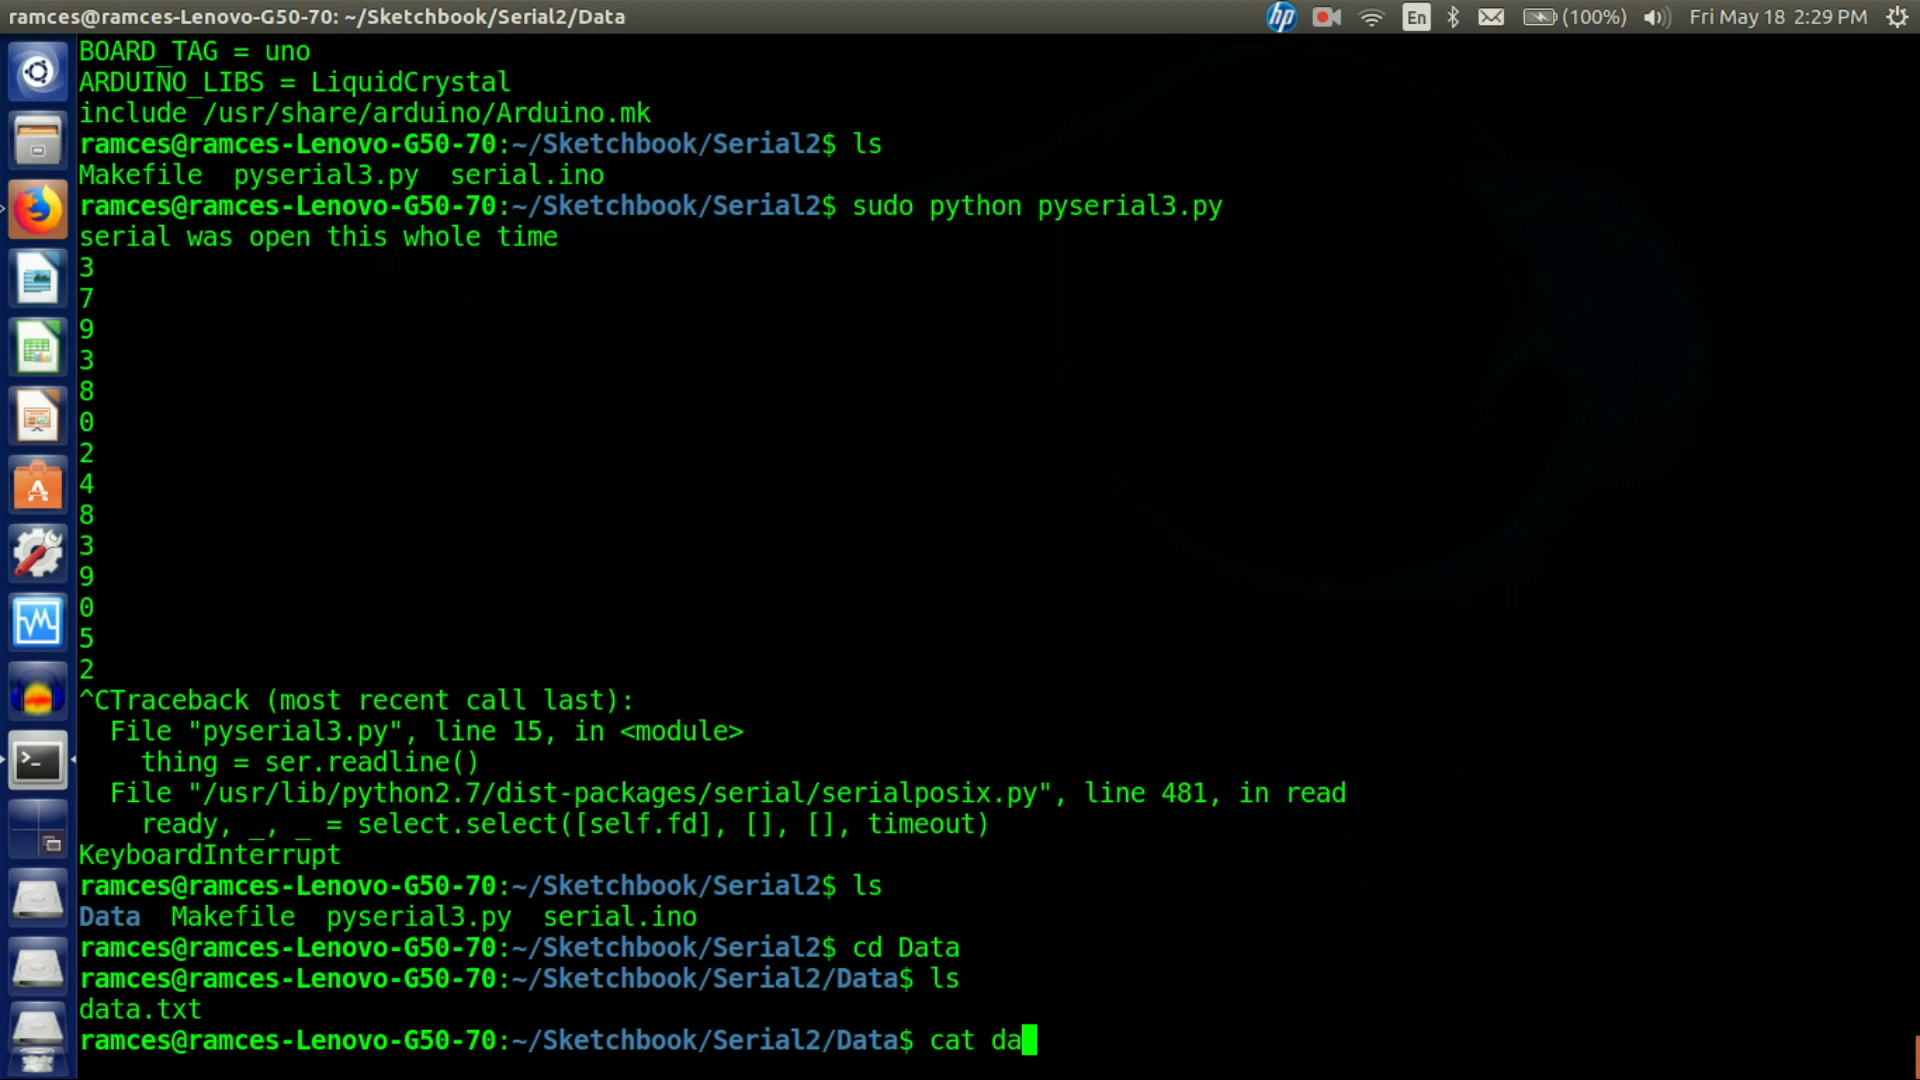 ramces@ramces-Lenovo-G50-70: ~/Sketchbook/Serial2/Data
hp En (100%) Fri May 18 2:29 PM
BOARD_TAG = uno
ARDUINO_LIBS = LiquidCrystal
include /usr/share/arduino/Arduino.mk
ramces@ramces-Lenovo-G50-70:~/Sketchbook/Serial2$ ls
Makefile  pyserial3.py  serial.ino
ramces@ramces-Lenovo-G50-70:~/Sketchbook/Serial2$ sudo python pyserial3.py
serial was open this whole time
3
7
9
3
8
0
2
4
8
3
9
0
5
2
^CTraceback (most recent call last):
  File "pyserial3.py", line 15, in <module>
    thing = ser.readline()
  File "/usr/lib/python2.7/dist-packages/serial/serialposix.py", line 481, in read
    ready, _, _ = select.select([self.fd], [], [], timeout)
KeyboardInterrupt
ramces@ramces-Lenovo-G50-70:~/Sketchbook/Serial2$ ls
Data  Makefile  pyserial3.py  serial.ino
ramces@ramces-Lenovo-G50-70:~/Sketchbook/Serial2$ cd Data
ramces@ramces-Lenovo-G50-70:~/Sketchbook/Serial2/Data$ ls
data.txt
ramces@ramces-Lenovo-G50-70:~/Sketchbook/Serial2/Data$ cat da